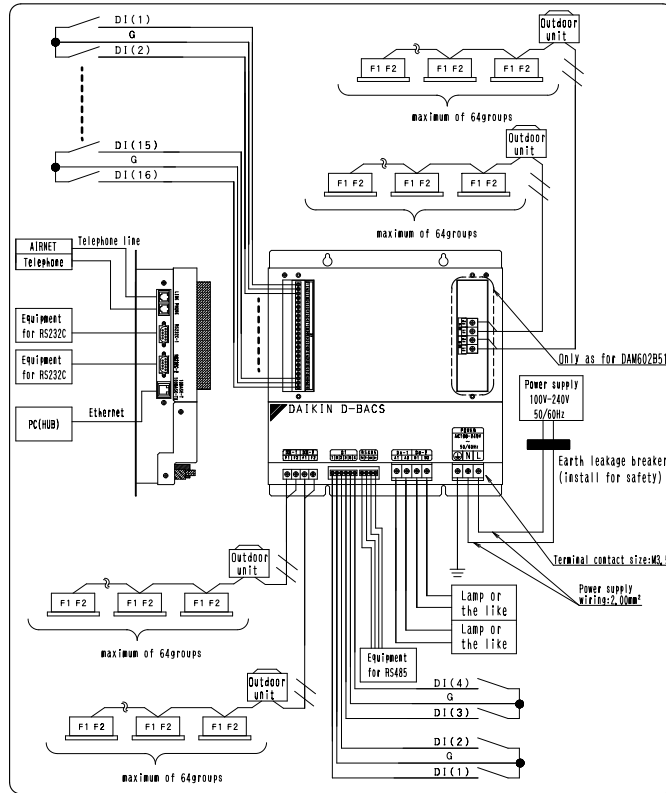 DI(1)
G
DI(2)
DI(15)
G
DI(16)
Outdoor
unit
F1 F2
F1 F2
F1 F2
maximum of 64groups
Outdoor
unit
F1 F2
F1 F2
F1 F2
maximum of 64groups
AIRNET
Telephone line
Telephone
Equipment
for RS232C
Equipment
for RS232C
Ethernet
PC(HUB)
Only as for DAM602B51
Power supply
100V-240V
50/60Hz
DAIKIN D-BACS
POWER
50/60Hz
N L
Earth leakage breaker
(install for safety)
Terminal contact size:M3.5
Power supply
wiring:2.00mm²
Outdoor
unit
F1 F2
F1 F2
F1 F2
maximum of 64groups
Lamp or
the like
Lamp or
the like
Equipment
for RS485
Outdoor
unit
F1 F2
F1 F2
F1 F2
maximum of 64groups
DI(4)
G
DI(3)
DI(2)
G
DI(1)